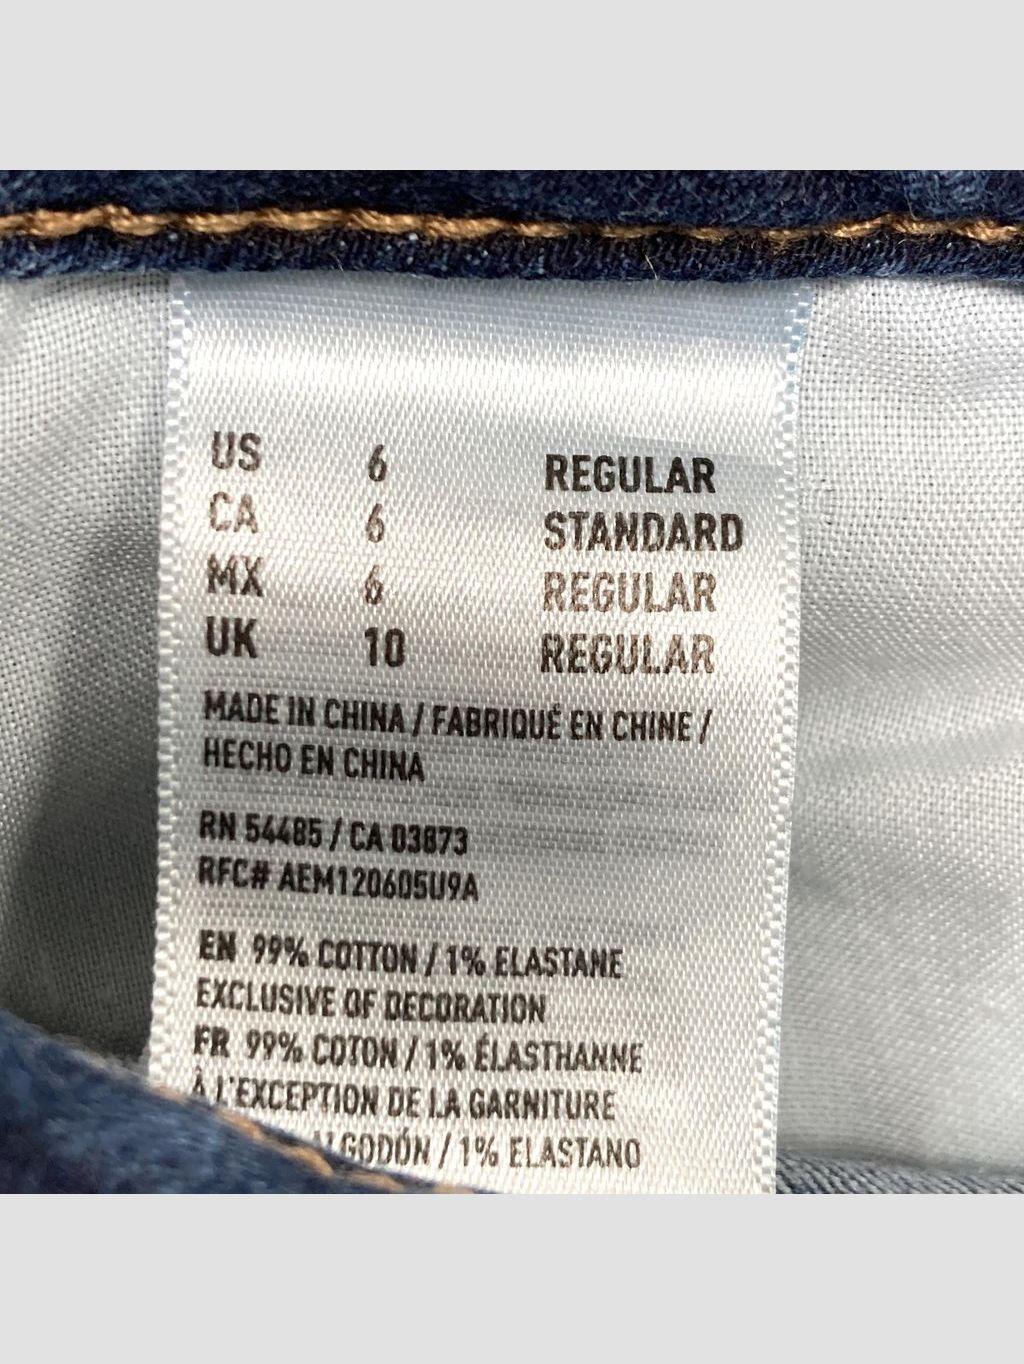 US 6 REGULAR
CA 6 STANDARD
MX 6 REGULAR
UK 10 REGULAR
MADE IN CHINA / FABRIQUÉ EN CHINE /
HECHO EN CHINA
RN 54485 / CA 03873
RFC# AEM120605U9A
EN 99% COTTON / 1% ELASTANE
EXCLUSIVE OF DECORATION
FR 99% COTON / 1% ÉLASTHANNE
À L'EXCEPTION DE LA GARNITURE
ALGODÓN / 1% ELASTANO